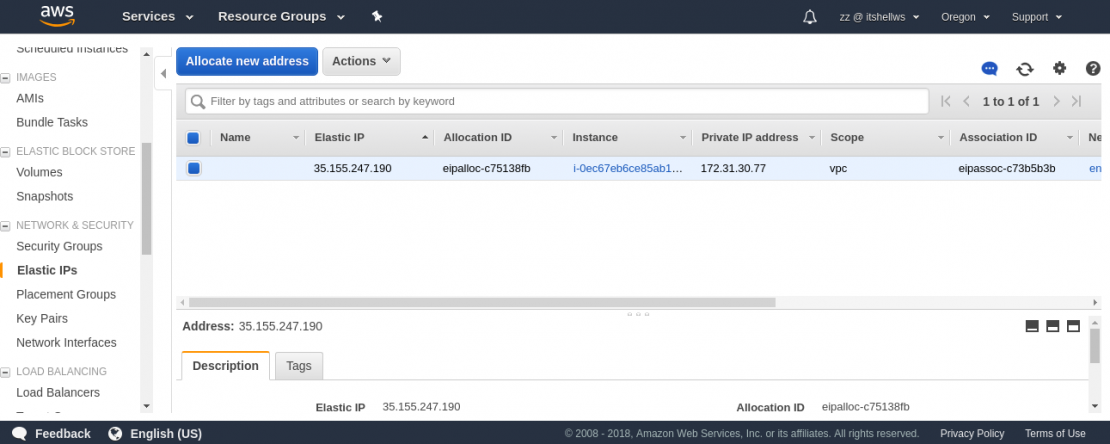 aws Services Resource Groups zz @ itshellws Oregon Support
Scheduled Instances
IMAGES
AMIs
Bundle Tasks
ELASTIC BLOCK STORE
Volumes
Snapshots
NETWORK & SECURITY
Security Groups
Elastic IPs
Placement Groups
Key Pairs
Network Interfaces
LOAD BALANCING
Load Balancers
Allocate new address Actions
Filter by tags and attributes or search by keyword 1 to 1 of 1
Name Elastic IP Allocation ID Instance Private IP address Scope Association ID Ne
35.155.247.190 eipalloc-c75138fb i-0ec67eb6ce85ab1... 172.31.30.77 vpc eipassoc-c73b5b3b en
Address: 35.155.247.190
Description Tags
Elastic IP 35.155.247.190 Allocation ID eipalloc-c75138fb
Feedback English (US) © 2008 - 2018, Amazon Web Services, Inc. or its affiliates. All rights reserved. Privacy Policy Terms of Use